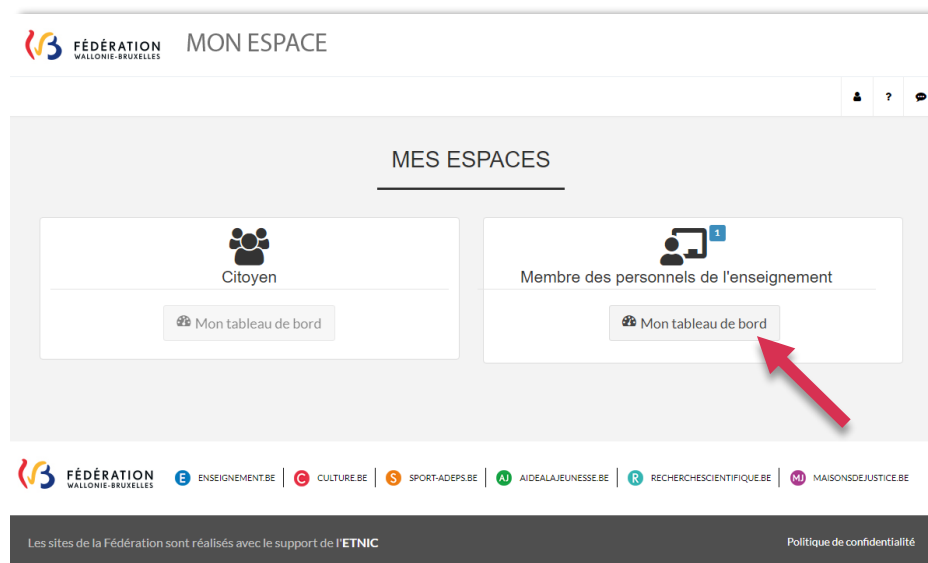 FÉDÉRATION
WALLONIE-BRUXELLES
MON ESPACE
?
MES ESPACES
1
Citoyen
Membre des personnels de l'enseignement
Mon tableau de bord
Mon tableau de bord
FÉDÉRATION
WALLONIE-BRUXELLES
E ENSEIGNEMENT.BE
C CULTURE.BE
S SPORT-ADEPS.BE
AJ AIDEALAJEUNESSE.BE
R RECHERCHESCIENTIFIQUE.BE
MJ MAISONSDEJUSTICE.BE
Les sites de la Fédération sont réalisés avec le support de l'ETNIC
Politique de confidentialité